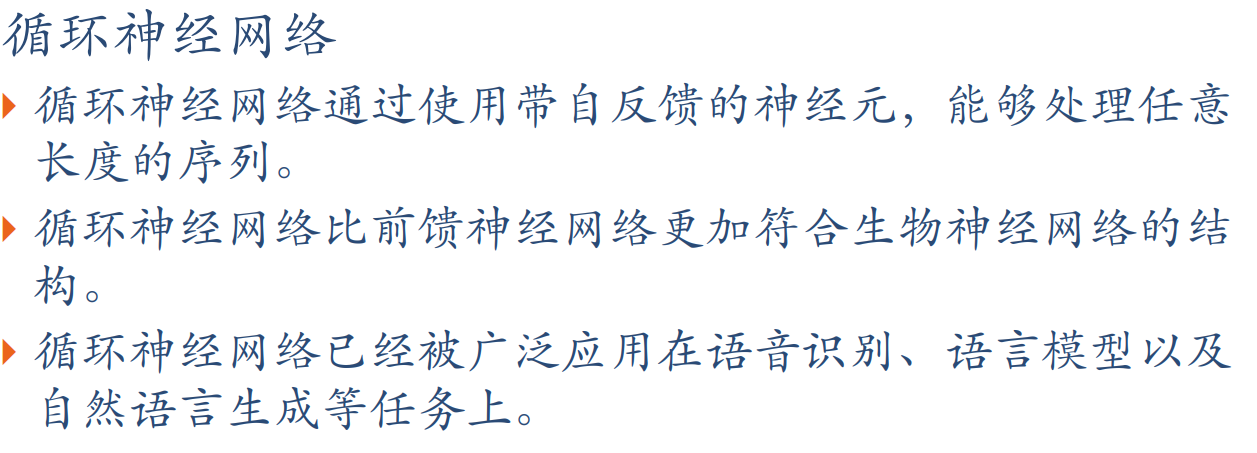 循环神经网络
循环神经网络通过使用带自反馈的神经元，能够处理任意
长度的序列。
循环神经网络比前馈神经网络更加符合生物神经网络的结
构。
循环神经网络已经被广泛应用在语音识别、语言模型以及
自然语言生成等任务上。